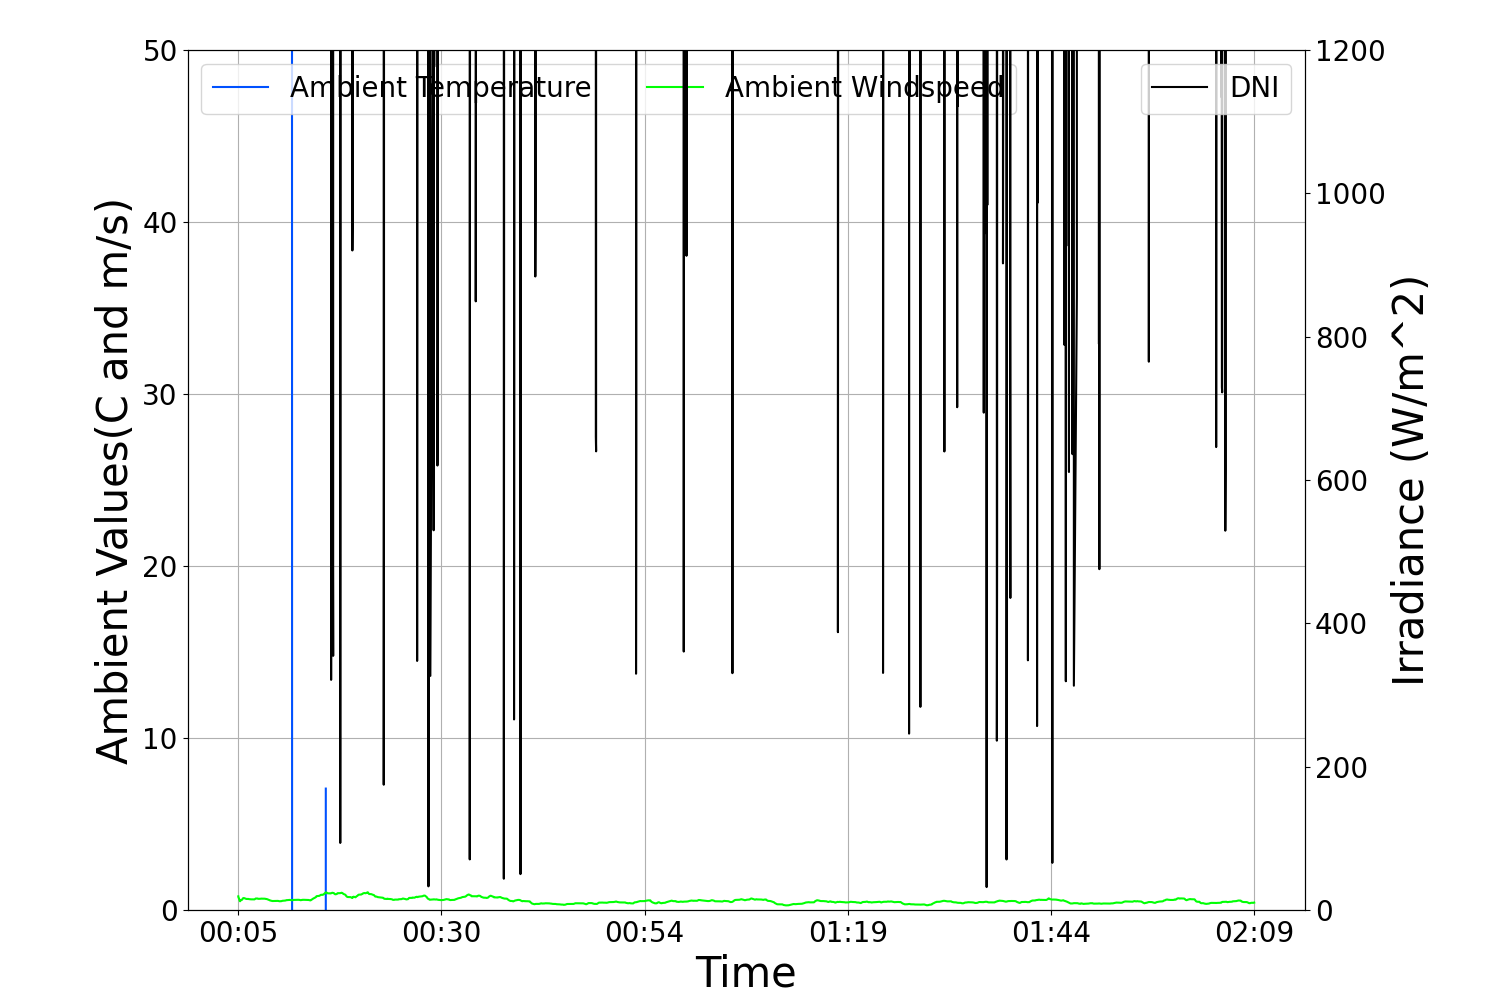 Ambient Temperature
Ambient Windspeed
DNI
Ambient Values(C and m/s)
50
40
30
20
10
0
1200
1000
800
600
400
200
0
Irradiance (W/m^2)
00:05 00:30 00:54 01:19 01:44 02:09
Time